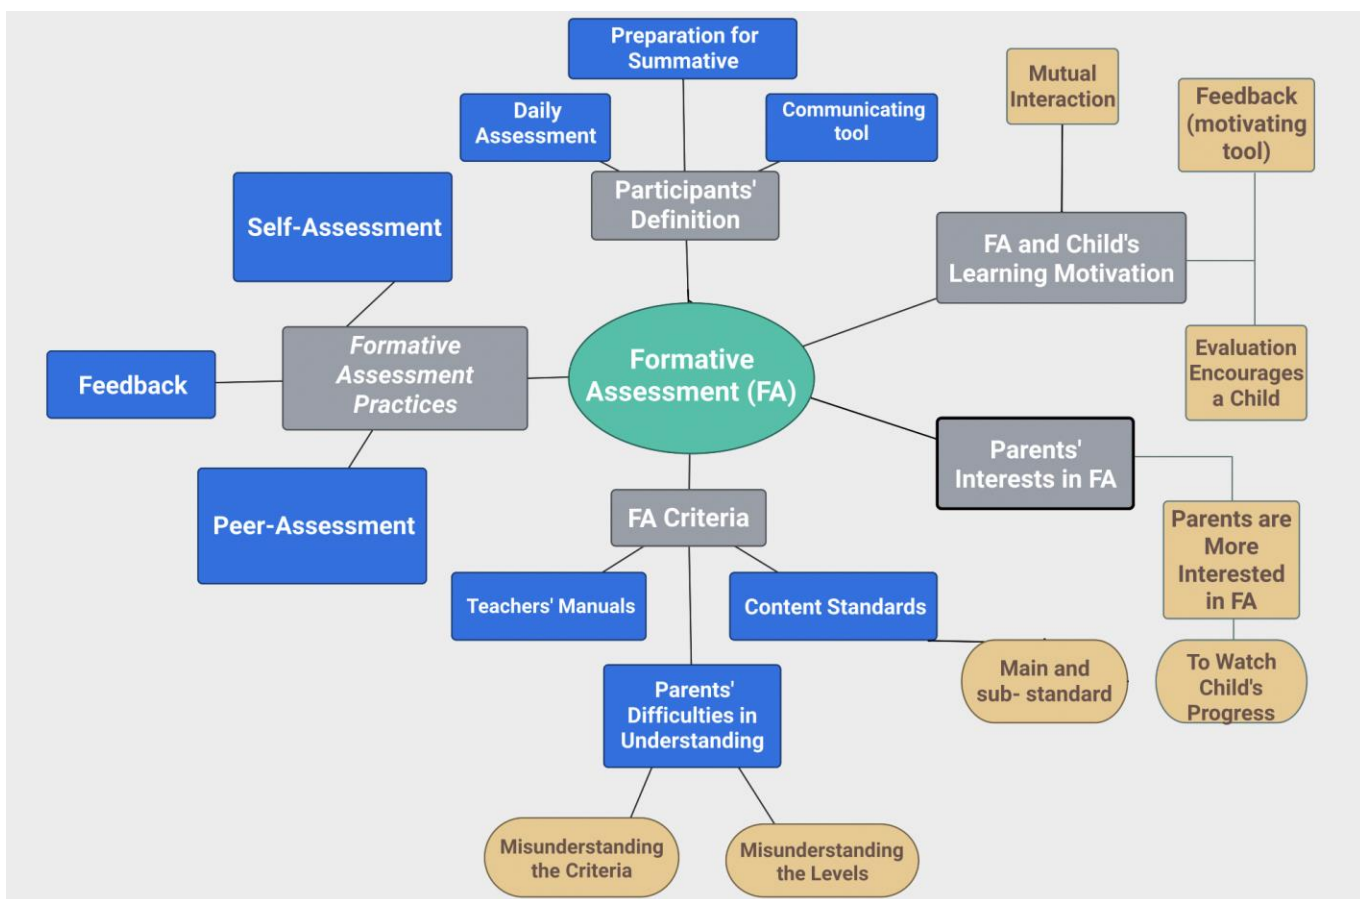 Preparation for
Summative
Daily
Assessment
Communicating
tool
Participants'
Definition
Mutual
Interaction
Feedback
(motivating
tool)
Self-Assessment
FA and Child's
Learning Motivation
Formative
Assessment
Practices
Feedback
Formative
Assessment (FA)
Evaluation
Encourages
a Child
Parents'
Interests in FA
Peer-Assessment
FA Criteria
Parents are
More
Interested
in FA
Teachers' Manuals
Content Standards
Main and
sub- standard
To Watch
Child's
Progress
Parents'
Difficulties in
Understanding
Misunderstanding
the Criteria
Misunderstanding
the Levels